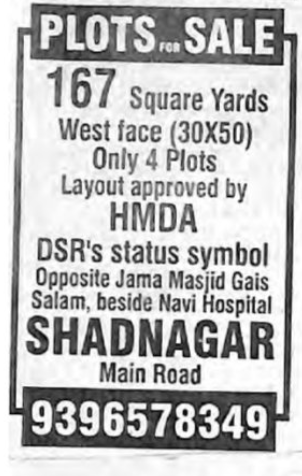 PLOTS FOR SALE
167 Square Yards
West face (30X50)
Only 4 Plots
Layout approved by
HMDA
DSR's status symbol
Opposite Jama Masjid Gais
Salam, beside Navi Hospital
SHADNAGAR
Main Road
9396578349